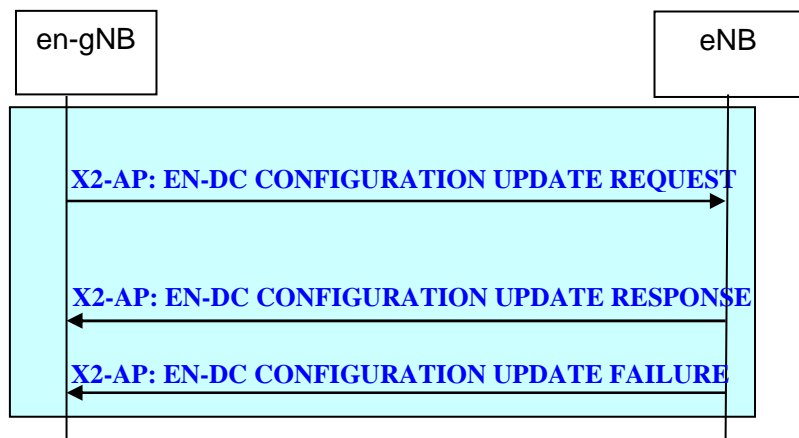 en-gNB
eNB
X2-AP: EN-DC CONFIGURATION UPDATE REQUEST
X2-AP: EN-DC CONFIGURATION UPDATE RESPONSE
X2-AP: EN-DC CONFIGURATION UPDATE FAILURE